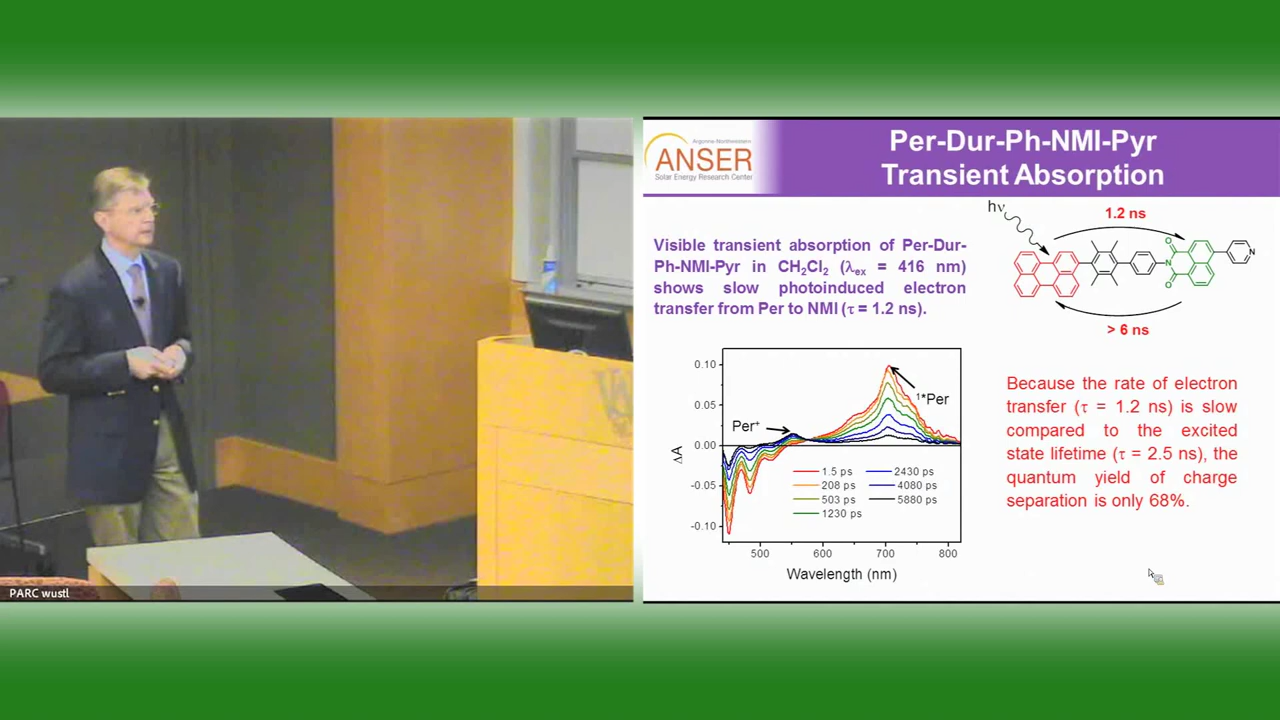 Argonne-Northwestern
ANSER
Solar Energy Research Center
Per-Dur-Ph-NMI-Pyr
Transient Absorption
Visible transient absorption of Per-Dur-
Ph-NMI-Pyr in CH₂Cl₂ (λex = 416 nm)
shows slow photoinduced electron
transfer from Per to NMI (τ = 1.2 ns).
hν
1.2 ns
O
N
O
N
> 6 ns
0.10
0.05
0.00
-0.05
-0.10
ΔA
Per⁺
¹*Per
1.5 ps
208 ps
503 ps
1230 ps
2430 ps
4080 ps
5880 ps
500 600 700 800
Wavelength (nm)
Because the rate of electron
transfer (τ = 1.2 ns) is slow
compared to the excited
state lifetime (τ = 2.5 ns), the
quantum yield of charge
separation is only 68%.
PARC wustl